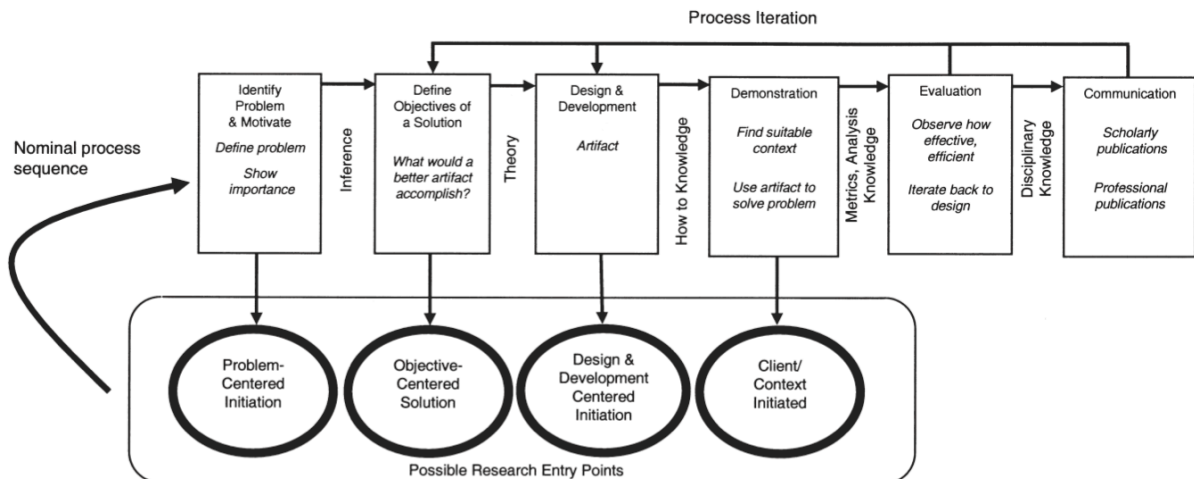 Process Iteration
Nominal process
sequence
Identify
Problem
& Motivate
Define problem
Show
importance
Inference
Define
Objectives of
a Solution
What would a
better artifact
accomplish?
Theory
Design &
Development
Artifact
How to Knowledge
Demonstration
Find suitable
context
Use artifact to
solve problem
Metrics, Analysis
Knowledge
Evaluation
Observe how
effective,
efficient
Iterate back to
design
Disciplinary
Knowledge
Communication
Scholarly
publications
Professional
publications
Problem-
Centered
Initiation
Objective-
Centered
Solution
Design &
Development
Centered
Initiation
Client/
Context
Initiated
Possible Research Entry Points